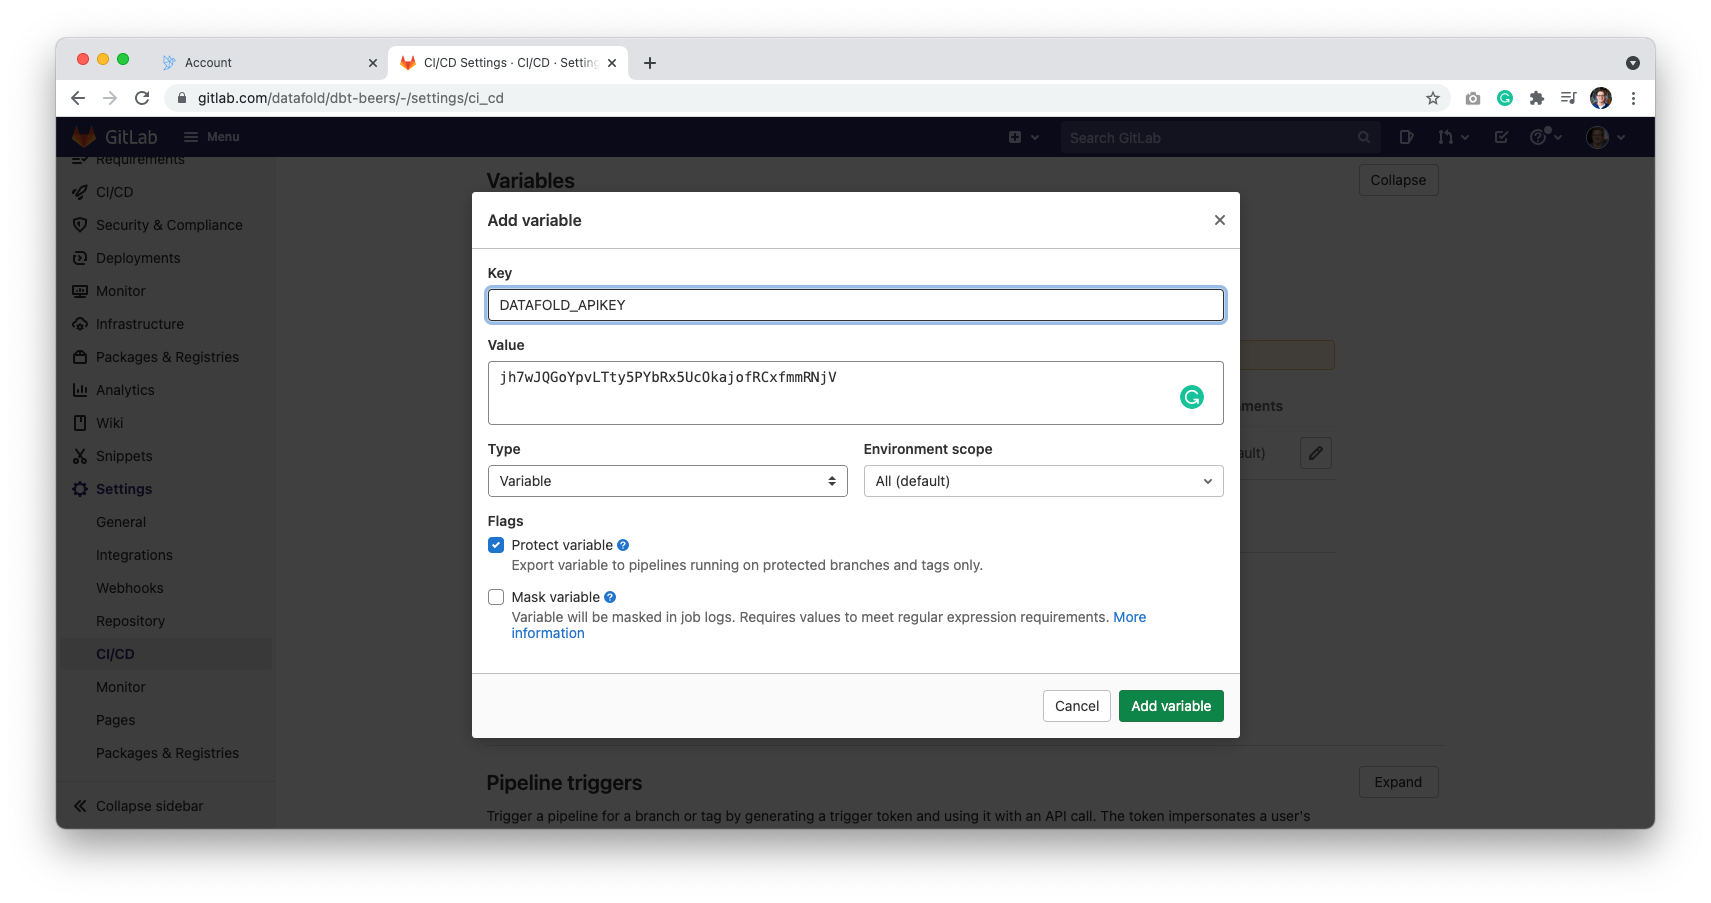 Account
CI/CD Settings · CI/CD · Setting
gitlab.com/datafold/dbt-beers/-/settings/ci_cd
GitLab
Menu
Search GitLab
Requirements
CI/CD
Security & Compliance
Deployments
Monitor
Infrastructure
Packages & Registries
Analytics
Wiki
Snippets
Settings
General
Integrations
Webhooks
Repository
CI/CD
Monitor
Pages
Packages & Registries
Collapse sidebar
Variables
Collapse
Add variable
Key
DATAFOLD_APIKEY
Value
jh7wJQGoYpvLTty5PYbRx5UcOkajofRCxfmmRNjV
Type
Environment scope
Variable
All (default)
Flags
Protect variable
Export variable to pipelines running on protected branches and tags only.
Mask variable
Variable will be masked in job logs. Requires values to meet regular expression requirements. More
information
Cancel
Add variable
ments
ault)
Pipeline triggers
Expand
Trigger a pipeline for a branch or tag by generating a trigger token and using it with an API call. The token impersonates a user's